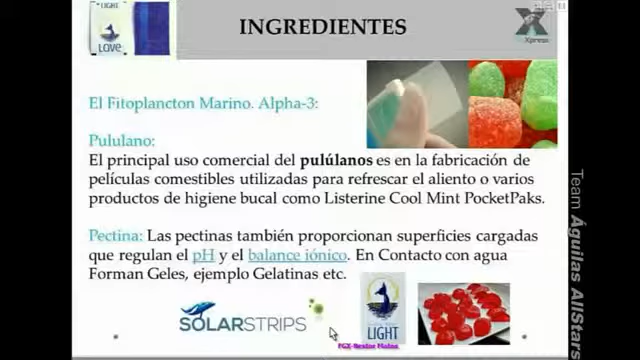 LIGHT
LOVE
INGREDIENTES
Xpress
El Fitoplancton Marino. Alpha-3:
Pululano:
El principal uso comercial del pulúlanos es en la fabricación de
películas comestibles utilizadas para refrescar el aliento o varios
productos de higiene bucal como Listerine Cool Mint PocketPaks.
Pectina: Las pectinas también proporcionan superficies cargadas
que regulan el pH y el balance iónico. En Contacto con agua
Forman Geles, ejemplo Gelatinas etc.
SOLARSTRIPS
LIGHT
Team Águilas AllStars